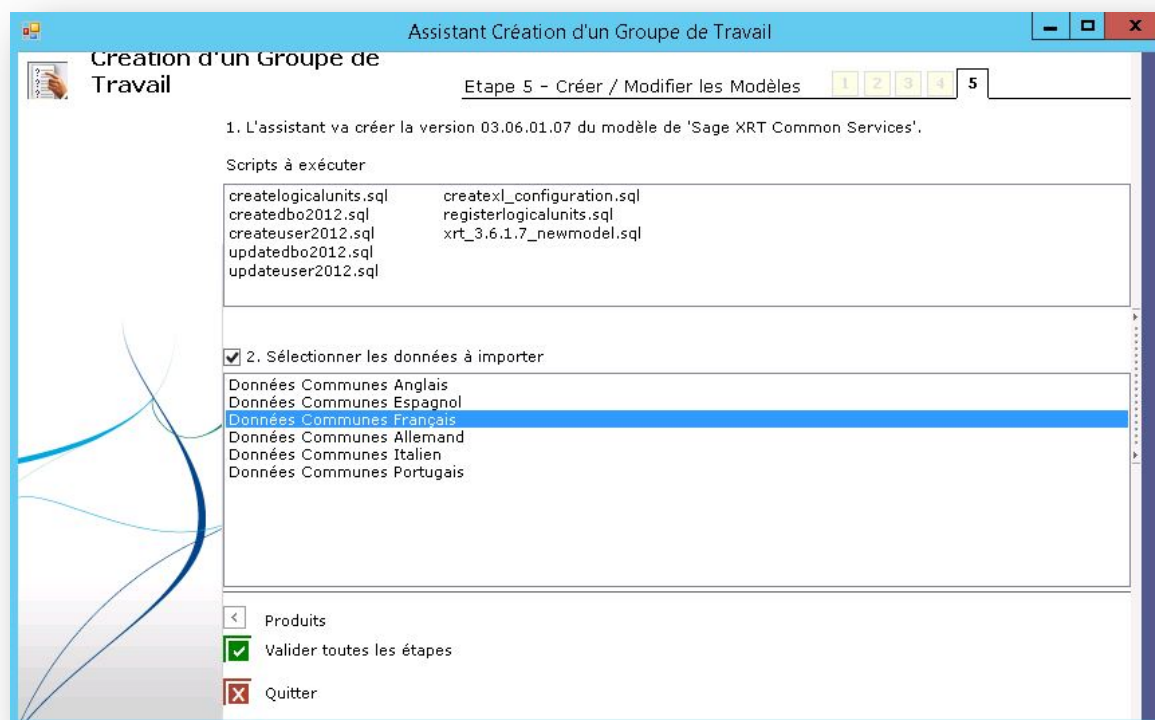 Assistant Création d'un Groupe de Travail
Création d'un Groupe de
Travail
Etape 5 - Créer / Modifier les Modèles
1 2 3 4 5
1. L'assistant va créer la version 03.06.01.07 du modèle de 'Sage XRT Common Services'.
Scripts à exécuter
createlogicalunits.sql createxl_configuration.sql
createdbo2012.sql registerlogicalunits.sql
createuser2012.sql xrt_3.6.1.7_newmodel.sql
updatedbo2012.sql
updateuser2012.sql
2. Sélectionner les données à importer
Données Communes Anglais
Données Communes Espagnol
Données Communes Français
Données Communes Allemand
Données Communes Italien
Données Communes Portugais
Produits
Valider toutes les étapes
Quitter